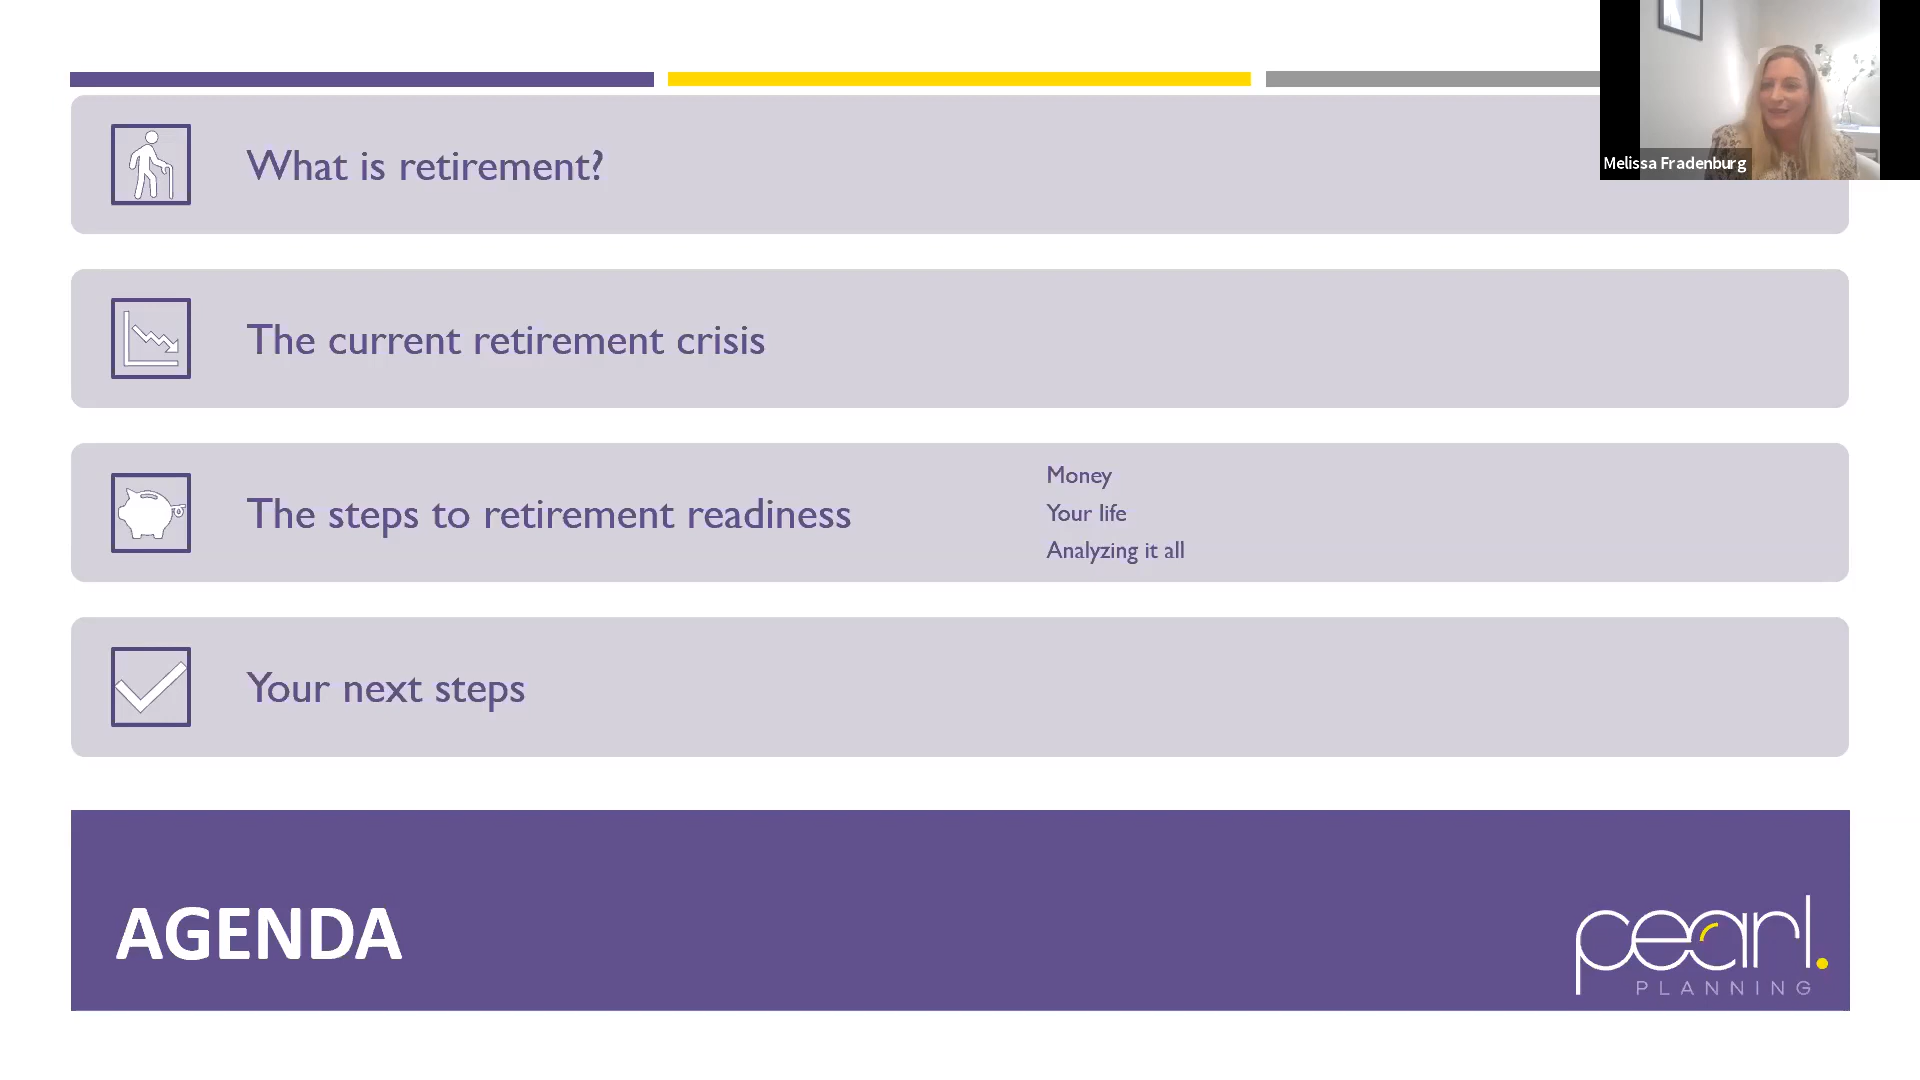 Melissa Fradenburg
What is retirement?
The current retirement crisis
The steps to retirement readiness
Money
Your life
Analyzing it all
Your next steps
AGENDA
pearl.
PLANNING